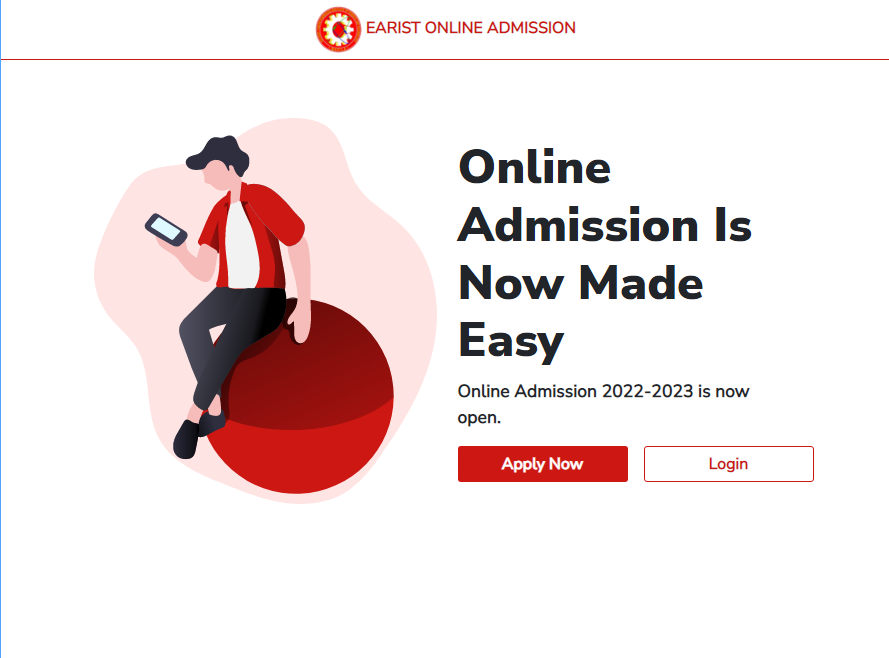 EARIST ONLINE ADMISSION
Online
Admission Is
Now Made
Easy
Online Admission 2022-2023 is now
open.
Apply Now
Login